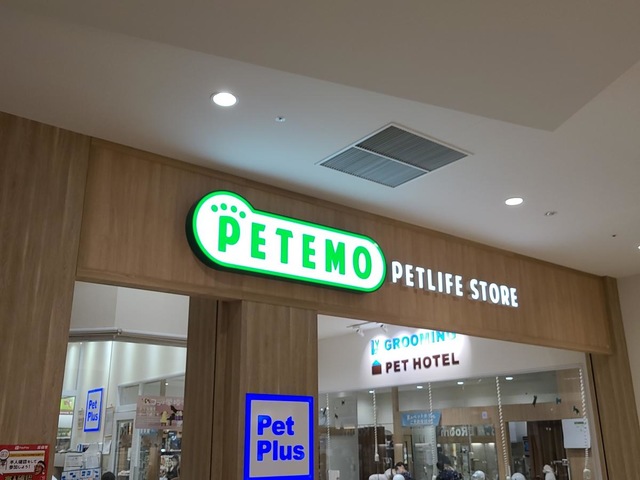 PETEMO
PETLIFE STORE
GROOMING
PET HOTEL
Pet
Plus
Pet
Plus